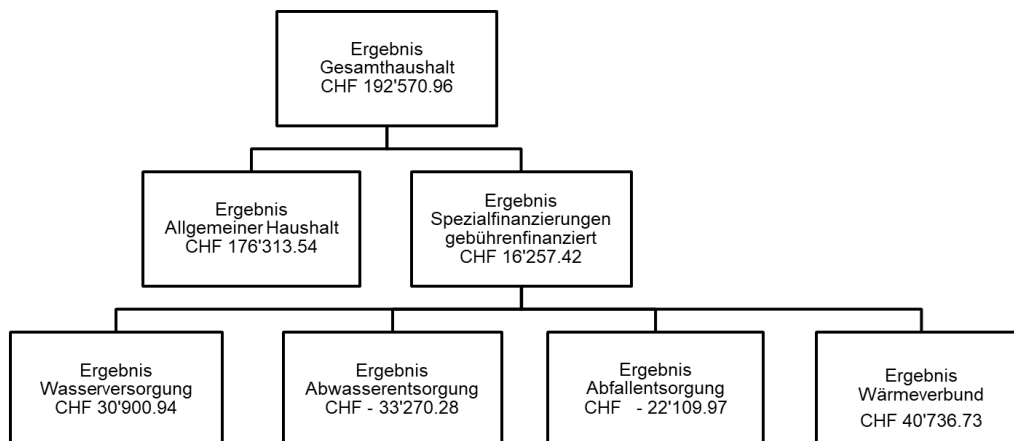 Ergebnis
Gesamthaushalt
CHF 192'570.96
Ergebnis
Allgemeiner Haushalt
CHF 176'313.54
Ergebnis
Spezialfinanzierungen
gebührenfinanziert
CHF 16'257.42
Ergebnis
Wasserversorgung
CHF 30'900.94
Ergebnis
Abwasserentsorgung
CHF - 33'270.28
Ergebnis
Abfallentsorgung
CHF - 22'109.97
Ergebnis
Wärmeverbund
CHF 40'736.73